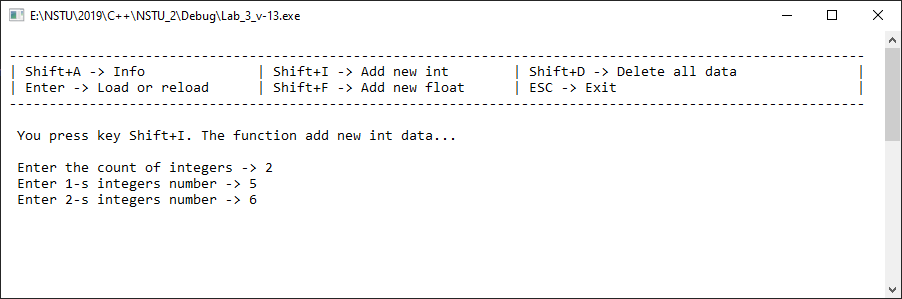 E:\NSTU\2019\C++\NSTU_2\Debug\Lab_3_v-13.exe
-----------------------------------------------------------------------------------------------------------
| Shift+A -> Info | Shift+I -> Add new int | Shift+D -> Delete all data |
| Enter -> Load or reload | Shift+F -> Add new float | ESC -> Exit |
-----------------------------------------------------------------------------------------------------------
You press key Shift+I. The function add new int data...
Enter the count of integers -> 2
Enter 1-s integers number -> 5
Enter 2-s integers number -> 6